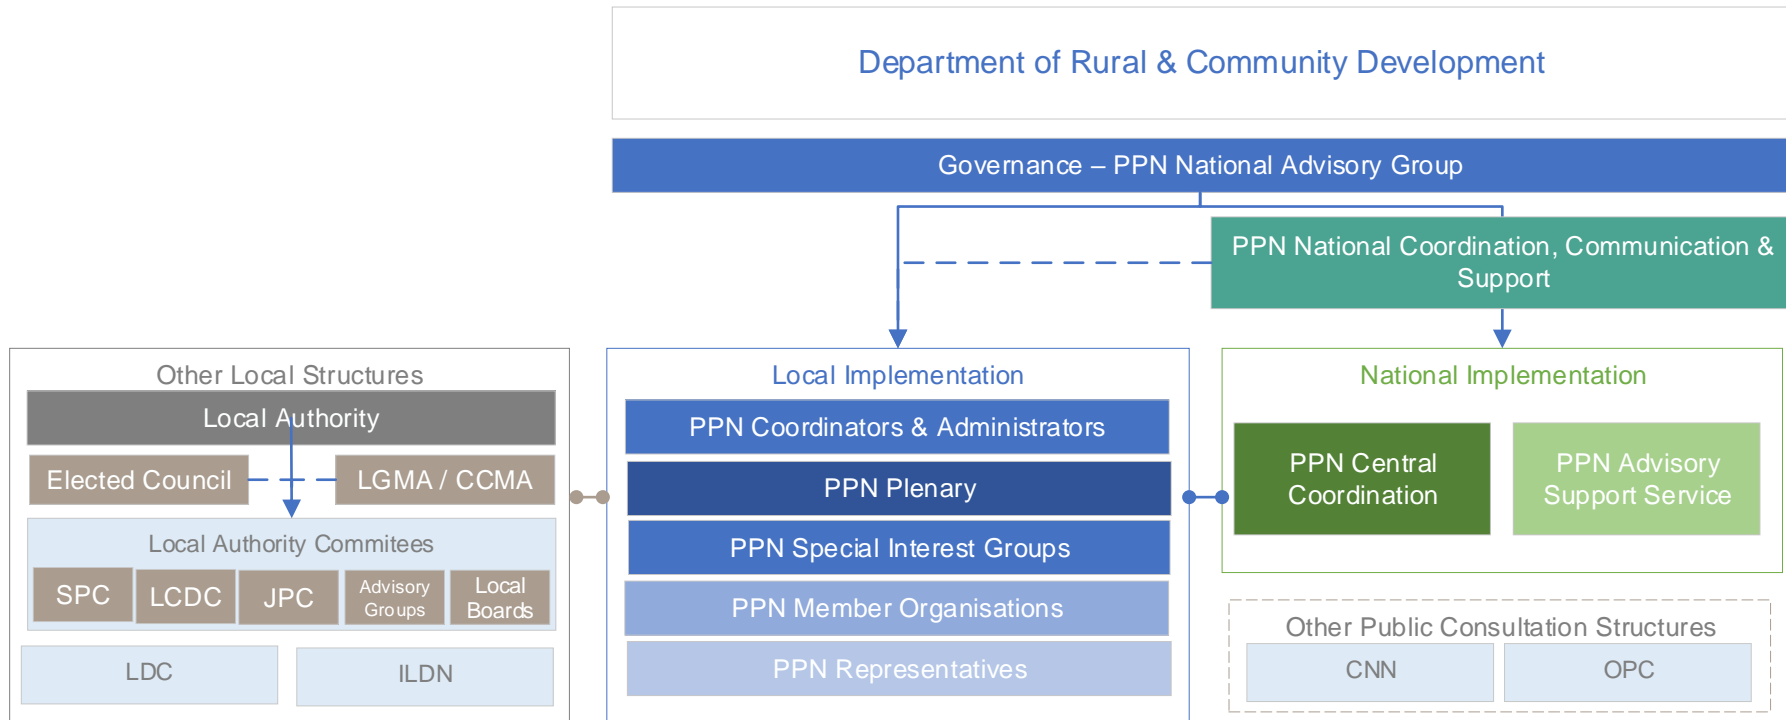 Department of Rural & Community Development
Governance – PPN National Advisory Group
PPN National Coordination, Communication &
Support
Other Local Structures
Local Authority
Elected Council
LGMA / CCMA
Local Authority Commitees
SPC
LCDC
JPC
Advisory
Groups
Local
Boards
LDC
ILDN
Local Implementation
PPN Coordinators & Administrators
PPN Plenary
PPN Special Interest Groups
PPN Member Organisations
PPN Representatives
National Implementation
PPN Central
Coordination
PPN Advisory
Support Service
Other Public Consultation Structures
CNN
OPC